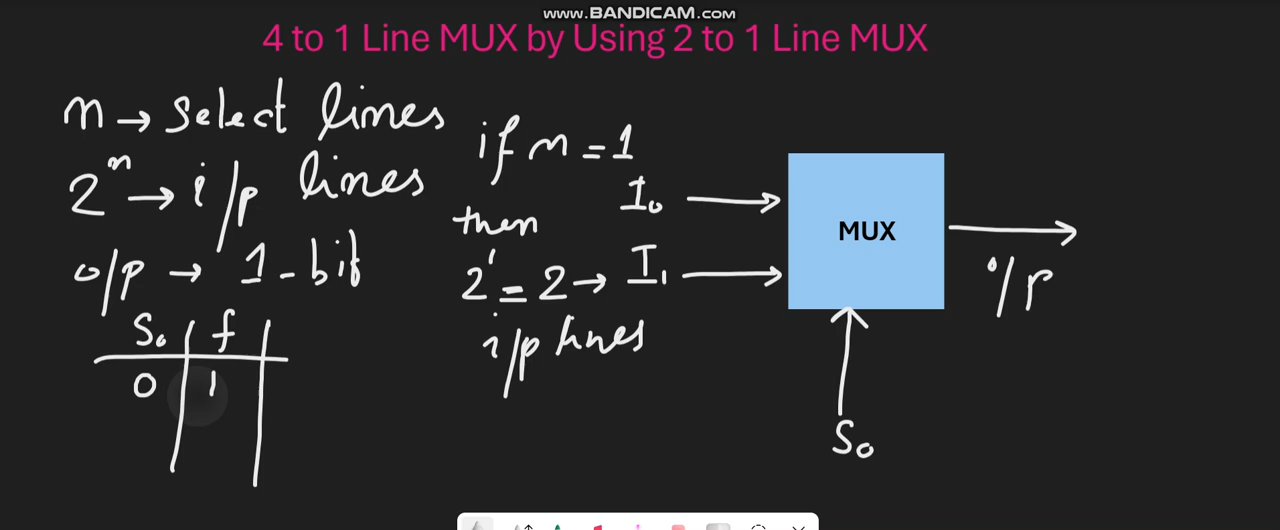 www.BANDICAM.com
4 to 1 Line MUX by Using 2 to 1 Line MUX
n → select lines
2ⁿ → i/p lines
o/p → 1-bit
S₀ f
0 1
if n = 1
then
2¹ = 2 →
i/p lines
I₀
I₁
MUX
o/p
S₀